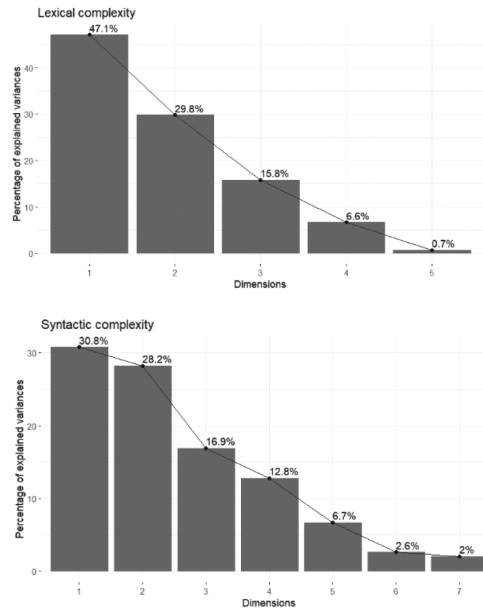 Lexical complexity
47.1%
29.8%
15.8%
6.6%
0.7%
40
30
20
10
0
Percentage of explained variances
1 2 3 4 5
Dimensions
Syntactic complexity
30.8%
28.2%
16.9%
12.8%
6.7%
2.6%
2%
30
20
10
0
Percentage of explained variances
1 2 3 4 5 6 7
Dimensions